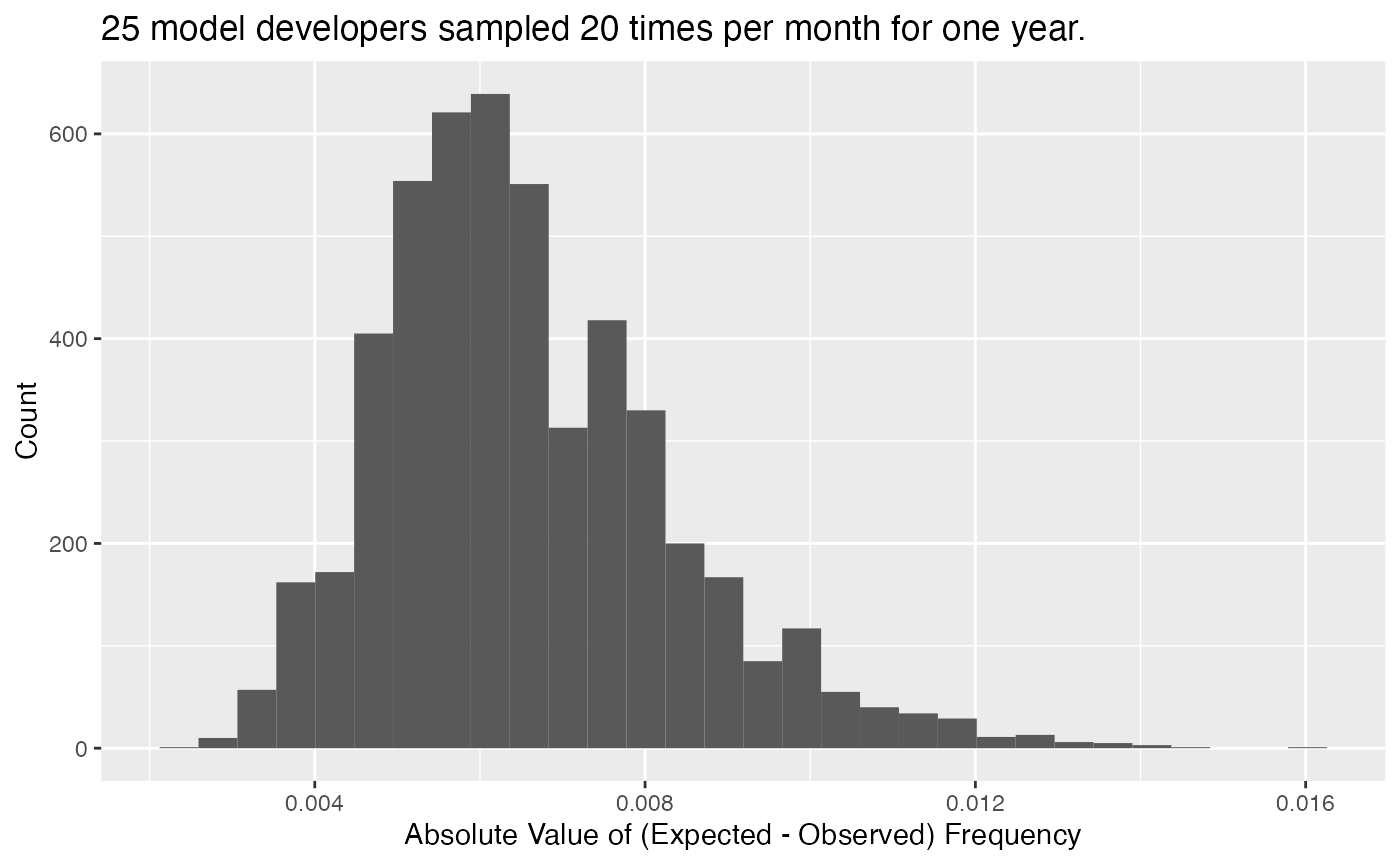 25 model developers sampled 20 times per month for one year.
600
400
200
0
Count
0.004 0.008 0.012 0.016
Absolute Value of (Expected - Observed) Frequency